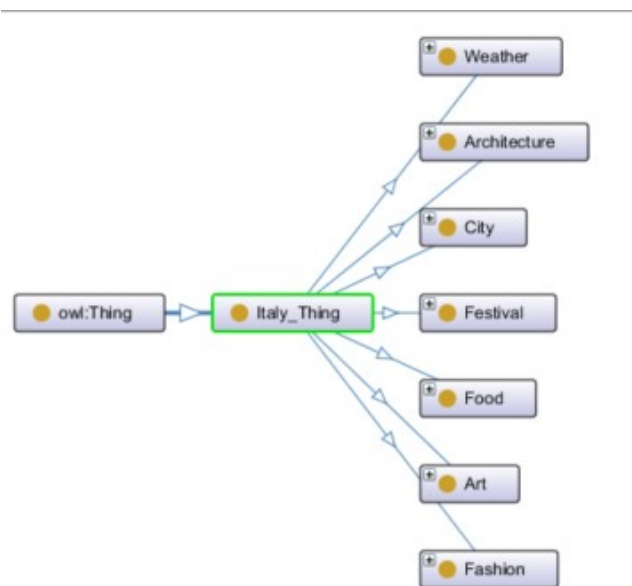 Weather
Architecture
City
owl:Thing
Italy_Thing
Festival
Food
Art
Fashion